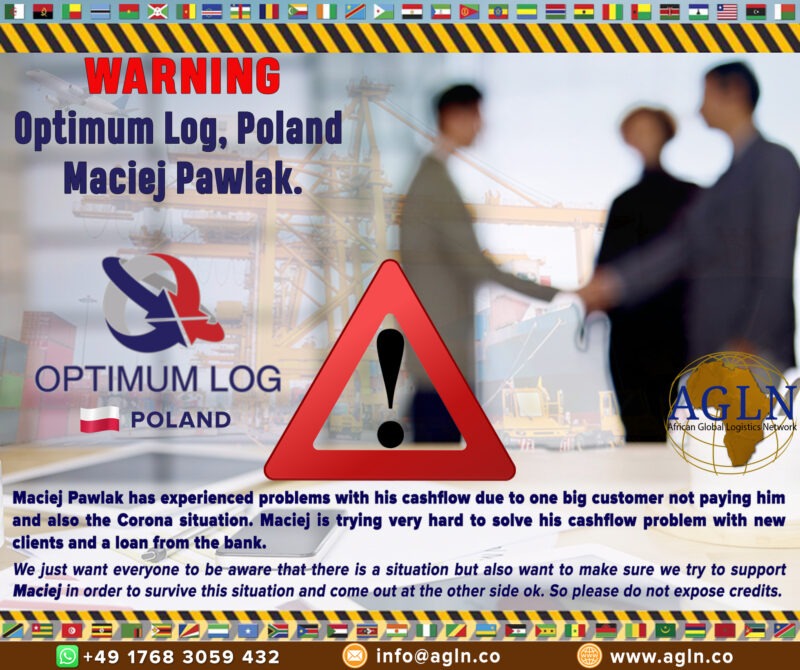 WARNING
Optimum Log, Poland
Maciej Pawlak.
OPTIMUM LOG
POLAND
AGLN
African Global Logistics Network
Maciej Pawlak has experienced problems with his cashflow due to one big customer not paying him
and also the Corona situation. Maciej is trying very hard to solve his cashflow problem with new
clients and a loan from the bank.
We just want everyone to be aware that there is a situation but also want to make sure we try to support
Maciej in order to survive this situation and come out at the other side ok. So please do not expose credits.
+49 1768 3059 432
info@agln.co
www.agln.co